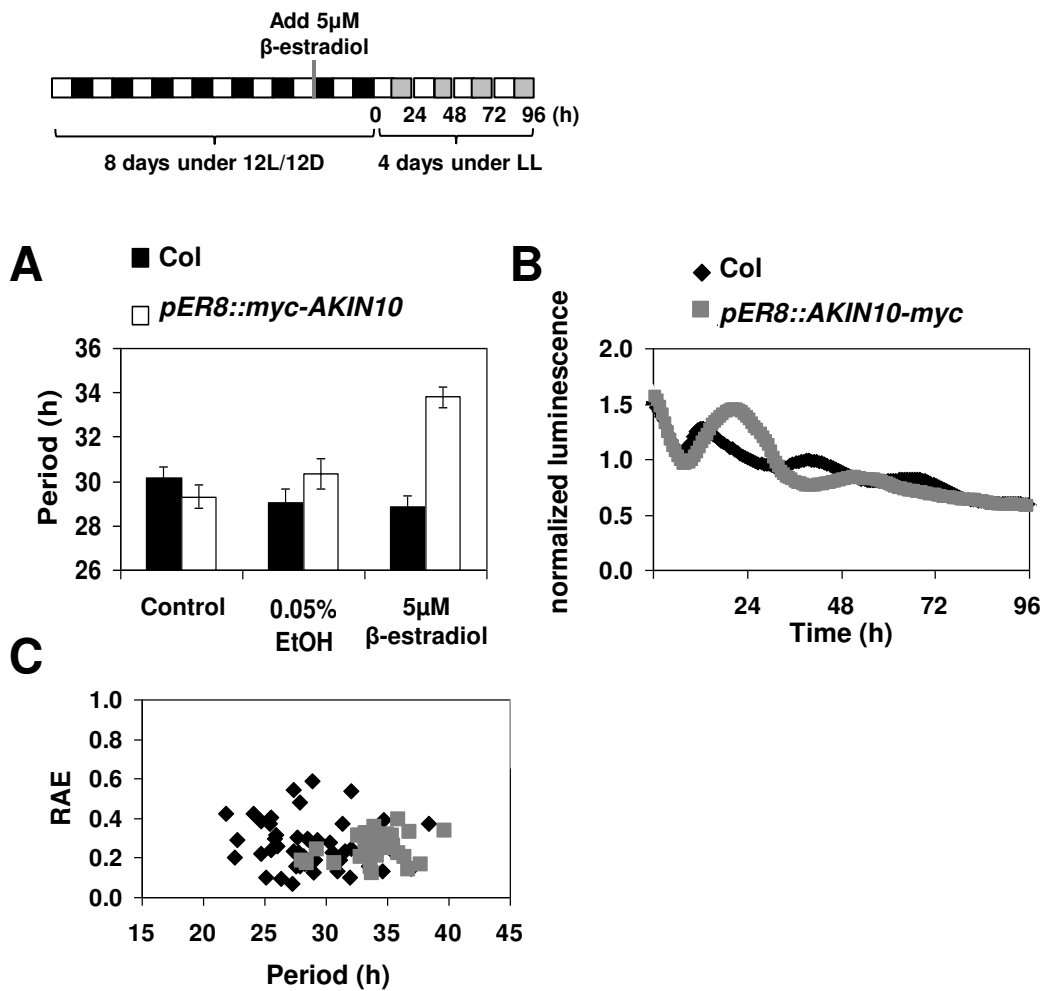 Add 5µM
β-estradiol
0 24 48 72 96 (h)
8 days under 12L/12D
4 days under LL
A
Col
pER8::myc-AKIN10
Period (h)
36
34
32
30
28
26
Control
0.05%
EtOH
5µM
β-estradiol
B
Col
pER8::AKIN10-myc
normalized luminescence
2.0
1.5
1.0
0.5
0.0
24 48 72 96
Time (h)
C
RAE
1.0
0.8
0.6
0.4
0.2
0.0
15 20 25 30 35 40 45
Period (h)